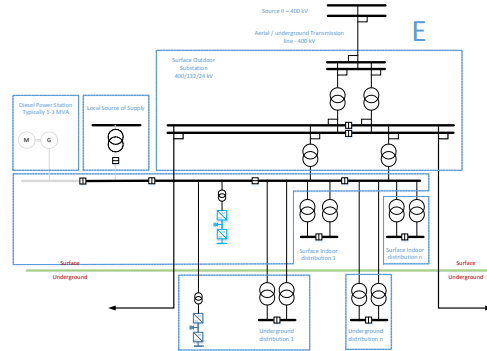 Source II – 400 kV
E
Aerial / underground Transmission
line - 400 kV
Surface Outdoor
Substation
400/132/24 kV
Diesel Power Station
Typically 1-3 MVA
Local Source of Supply
M
G
Surface Indoor
distribution 1
Surface Indoor
distribution n
Surface
Surface
Underground
Underground
Underground
distribution 1
Underground
distribution n